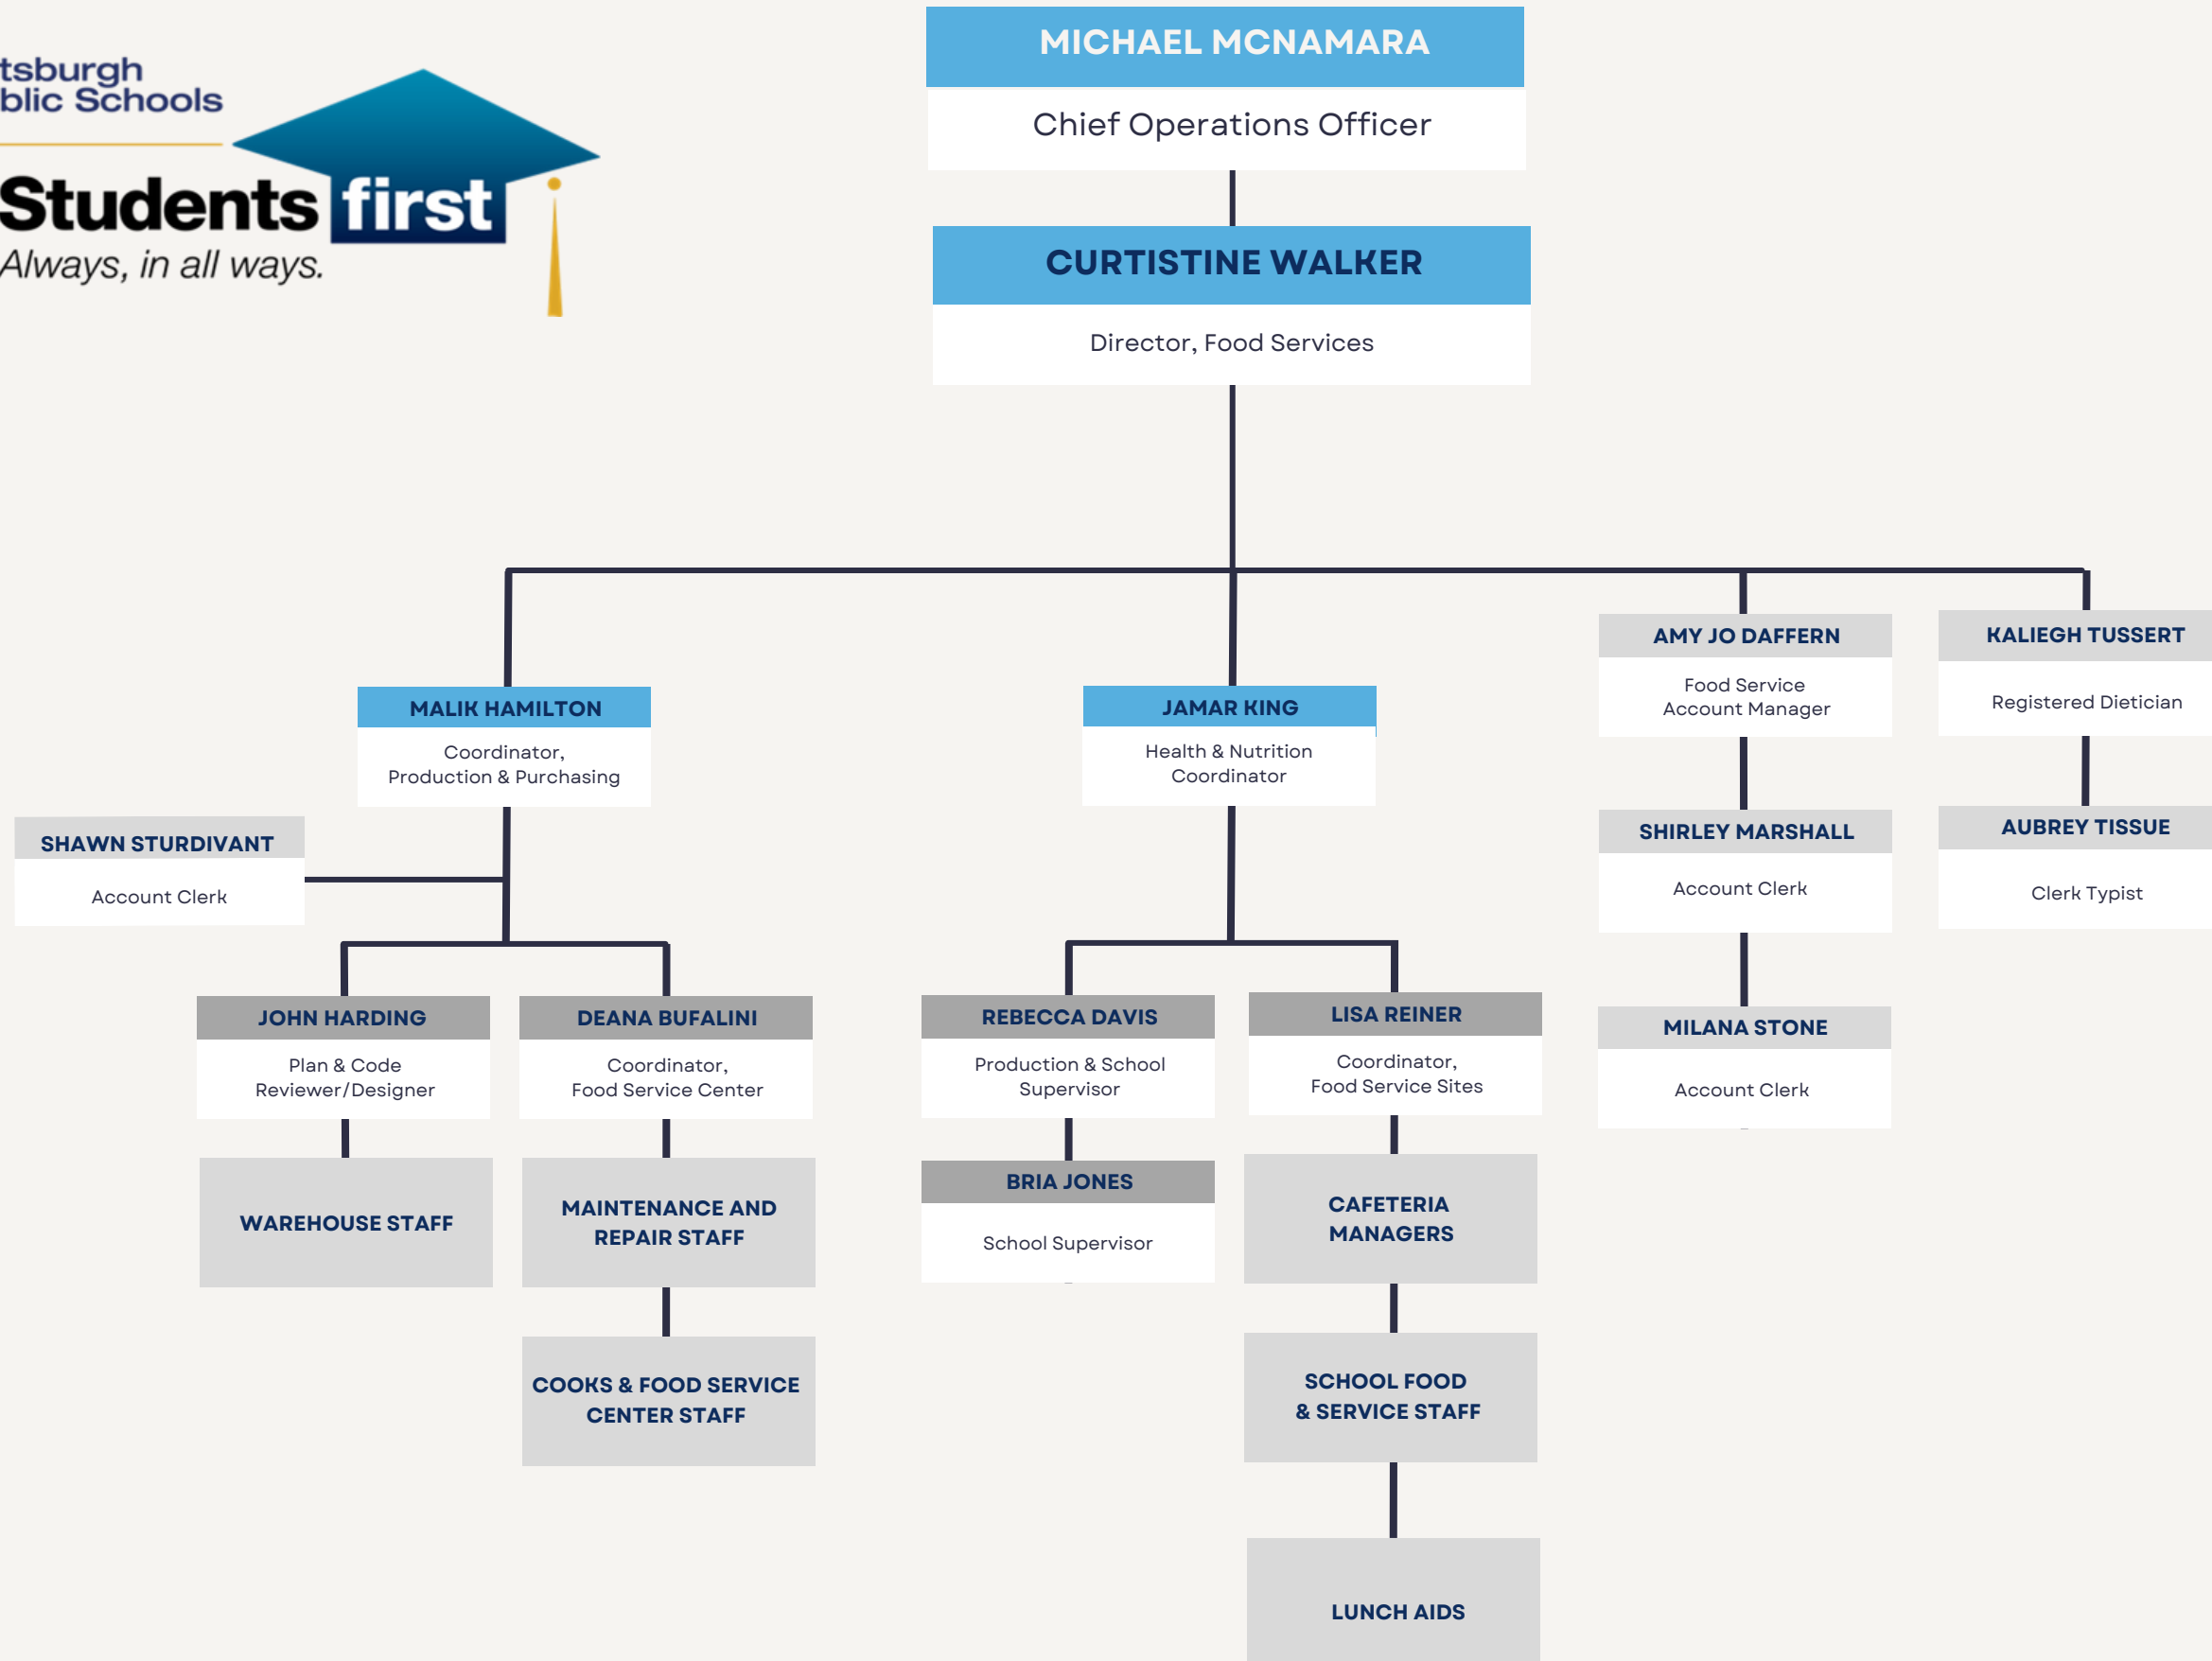 tsburgh
blic Schools
Students first
Always, in all ways.
MICHAEL MCNAMARA
Chief Operations Officer
CURTISTINE WALKER
Director, Food Services
MALIK HAMILTON
Coordinator,
Production & Purchasing
SHAWN STURDIVANT
Account Clerk
JOHN HARDING
Plan & Code
Reviewer/Designer
WAREHOUSE STAFF
DEANA BUFALINI
Coordinator,
Food Service Center
MAINTENANCE AND
REPAIR STAFF
COOKS & FOOD SERVICE
CENTER STAFF
JAMAR KING
Health & Nutrition
Coordinator
REBECCA DAVIS
Production & School
Supervisor
BRIA JONES
School Supervisor
LISA REINER
Coordinator,
Food Service Sites
CAFETERIA
MANAGERS
SCHOOL FOOD
& SERVICE STAFF
LUNCH AIDS
AMY JO DAFFERN
Food Service
Account Manager
SHIRLEY MARSHALL
Account Clerk
MILANA STONE
Account Clerk
KALIEGH TUSSERT
Registered Dietician
AUBREY TISSUE
Clerk Typist